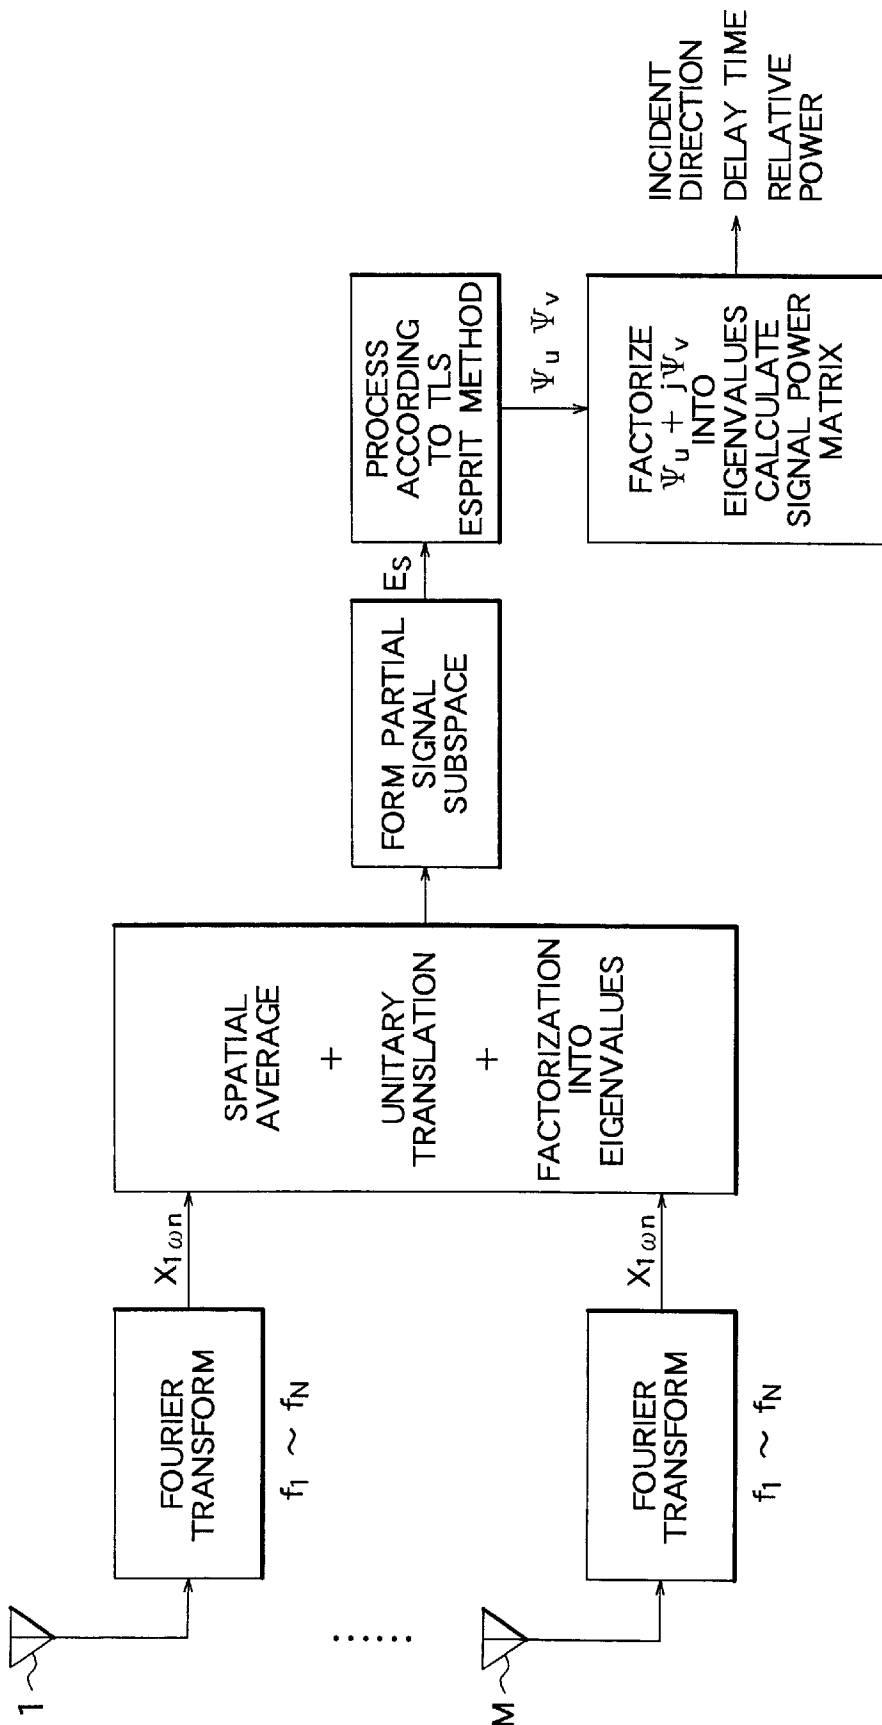 1
FOURIER
TRANSFORM
f1 ~ fN
X1ωn
......
M
FOURIER
TRANSFORM
f1 ~ fN
X1ωn
SPATIAL
AVERAGE
+
UNITARY
TRANSLATION
+
FACTORIZATION
INTO
EIGENVALUES
FORM PARTIAL
SIGNAL
SUBSPACE
ES
PROCESS
ACCORDING
TO TLS
ESPRIT METHOD
Ψu Ψv
FACTORIZE
Ψu + jΨv
INTO
EIGENVALUES
CALCULATE
SIGNAL POWER
MATRIX
INCIDENT
DIRECTION
DELAY TIME
RELATIVE
POWER